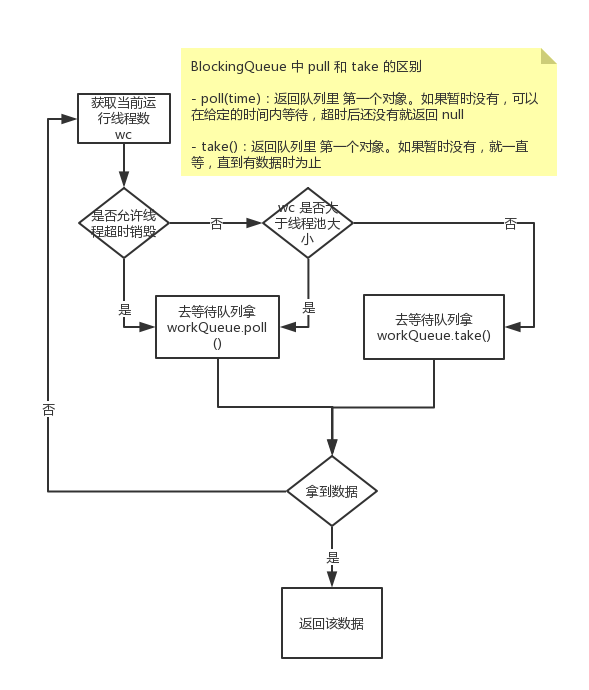 BlockingQueue 中 pull 和 take 的区别
- poll(time)：返回队列里 第一个对象。如果暂时没有，可以
在给定的时间内等待，超时后还没有就返回 null
- take()：返回队列里 第一个对象。如果暂时没有，就一直
等，直到有数据时为止
获取当前运
行线程数
wc
是否允许线
程超时销毁
否
wc 是否大
于线程池大
小
否
是
是
去等待队列拿
workQueue.poll
()
去等待队列拿
workQueue.take()
否
拿到数据
是
返回该数据